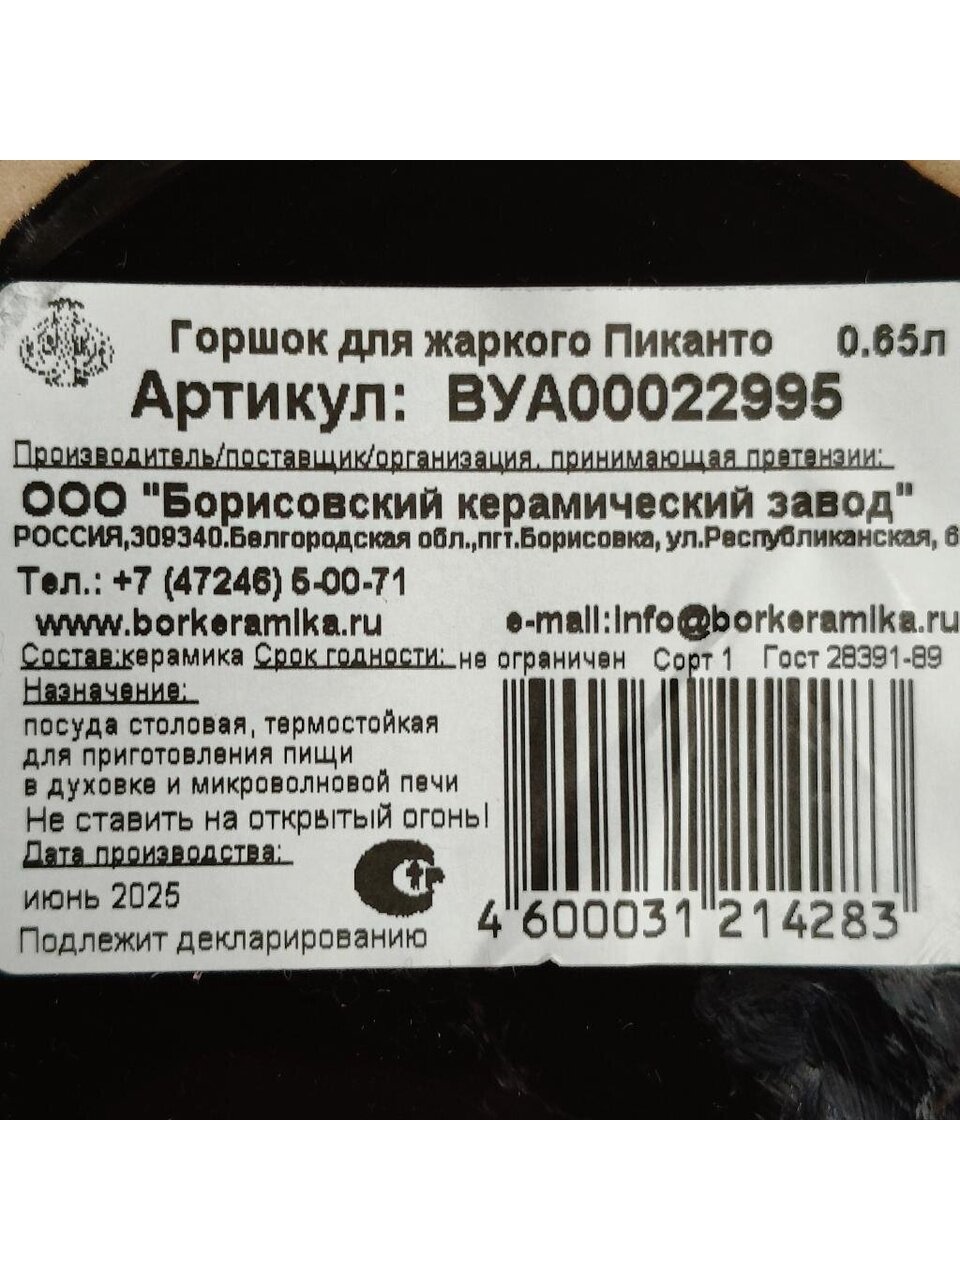 Горшок для жаркого Пиканто 0.65л
Артикул: ВУА00022995
Производитель/поставщик/организация, принимающая претензии:
ООО "Борисовский керамический завод"
РОССИЯ,309340.Белгородская обл.,пгт.Борисовка, ул.Республиканская, 6
Тел.: +7 (47246) 5-00-71
www.borkeramika.ru e-mail:info@borkeramika.ru
Состав:керамика Срок годности: не ограничен Сорт 1 Гост 28391-89
Назначение:
посуда столовая, термостойкая
для приготовления пищи
в духовке и микроволновой печи
Не ставить на открытый огонь!
Дата производства:
июнь 2025
Подлежит декларированию
4 600031 214283